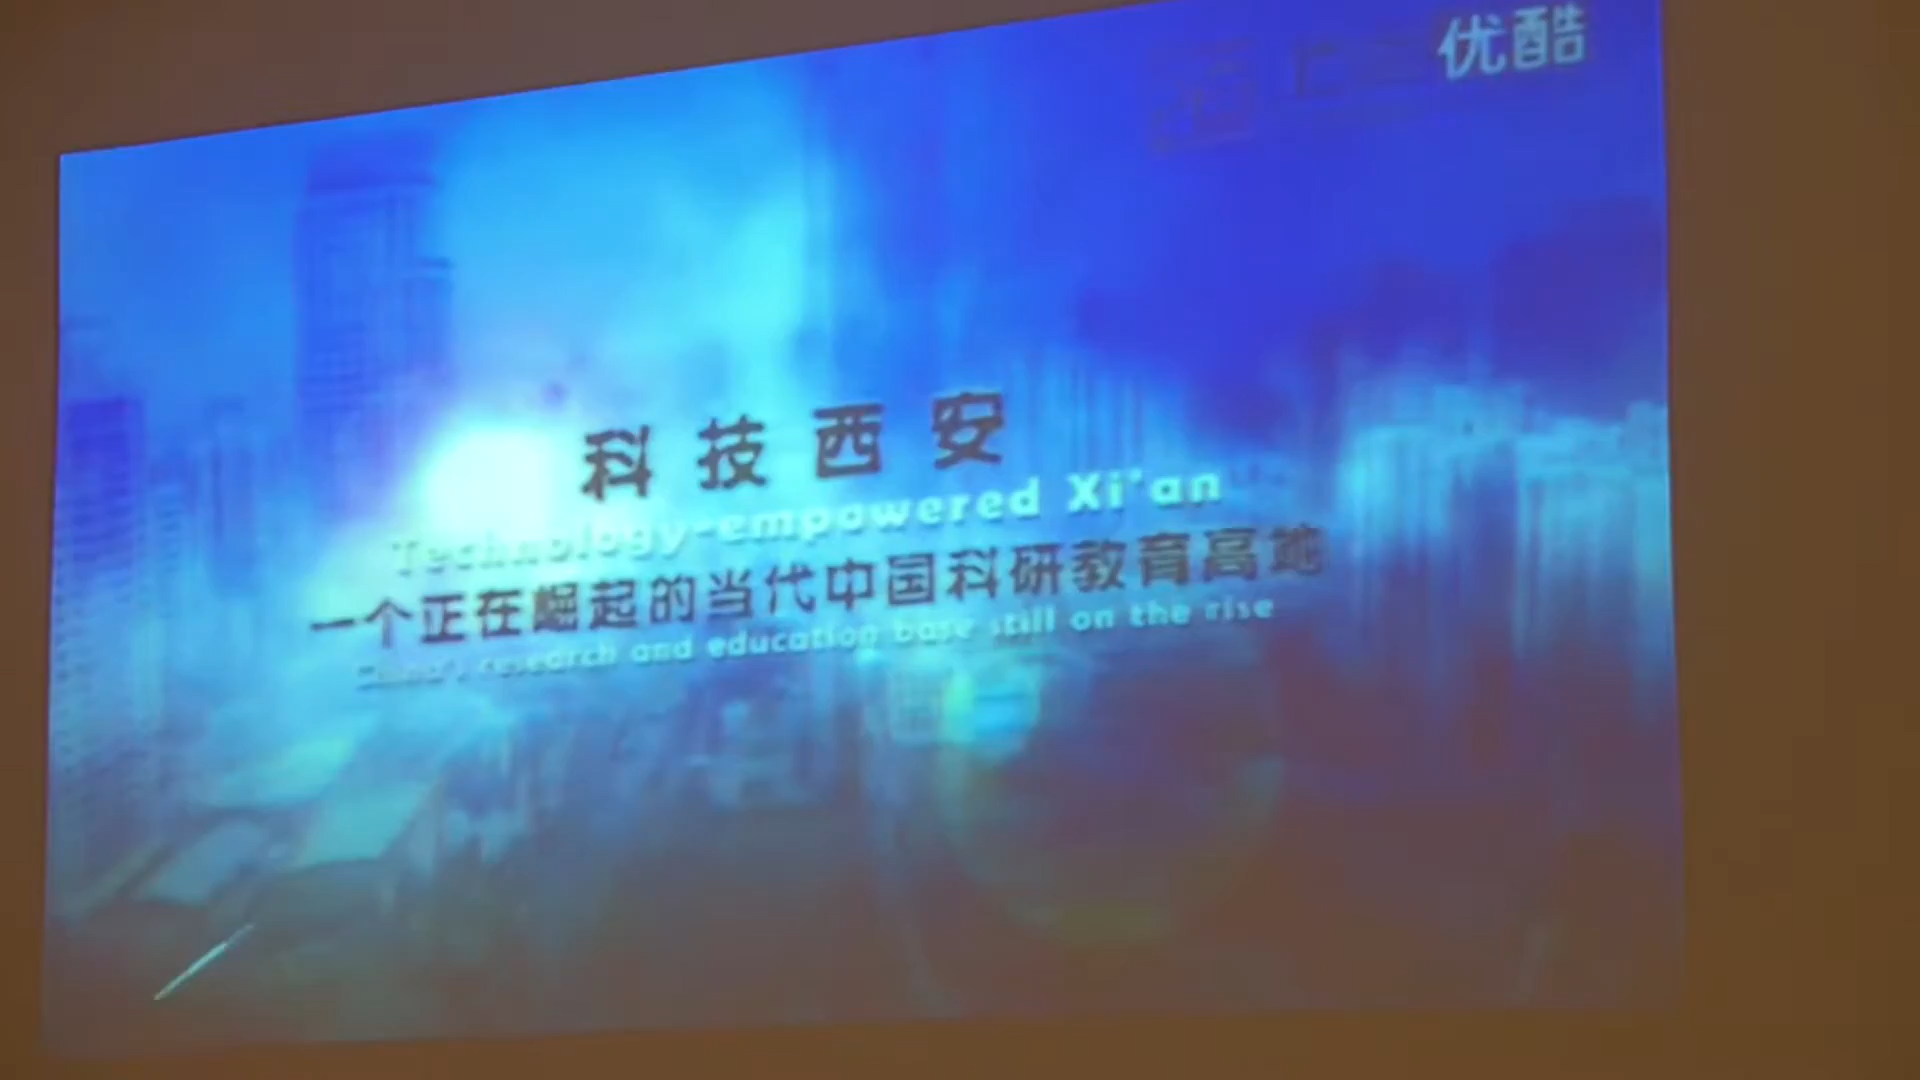 优酷
科技西安
Technology-empowered Xi'an
一个正在崛起的当代中国科研教育高地
China's research and education base still on the rise